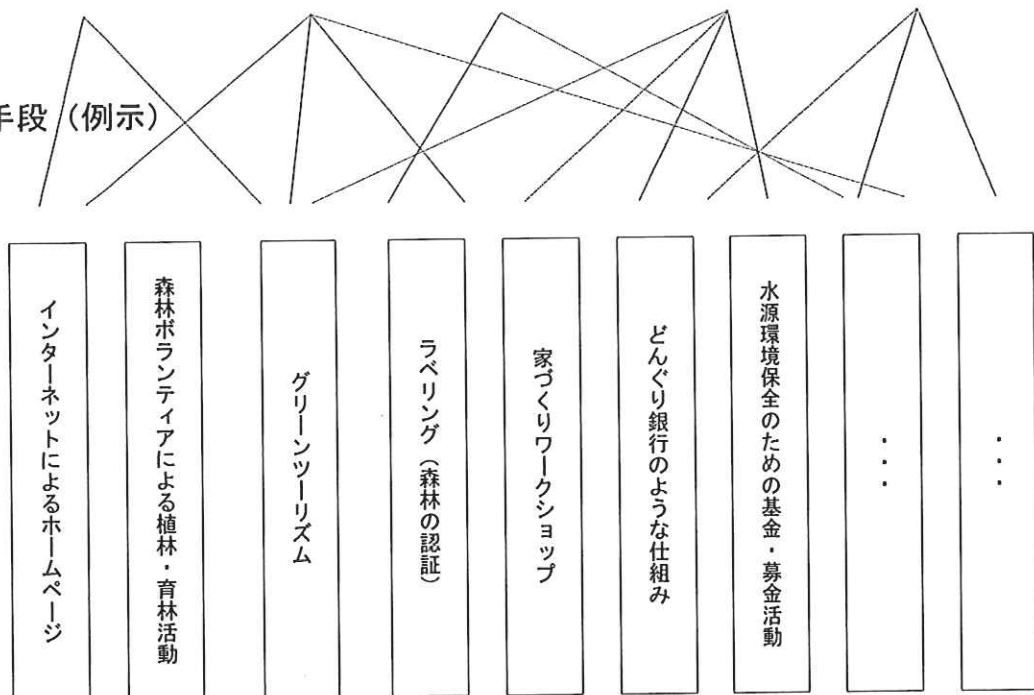 手段（例示）
インターネットによるホームページ
森林ボランティアによる植林・育林活動
グリーンツーリズム
ラベリング（森林の認証）
家づくりワークショップ
どんぐり銀行のような仕組み
水源環境保全のための基金・募金活動
・・・
・・・